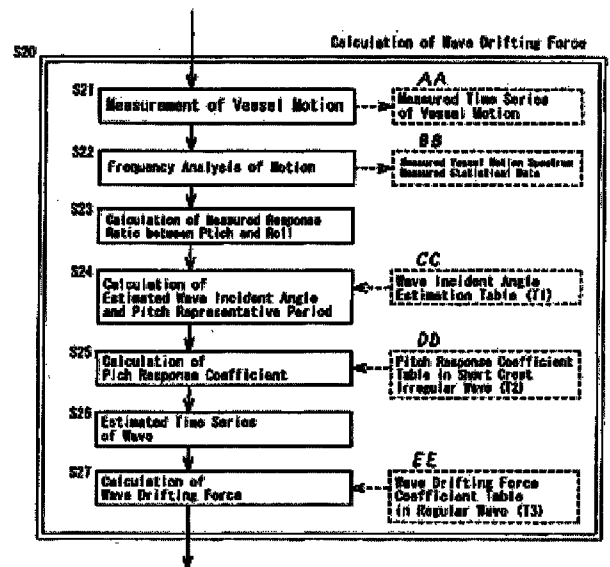 S20
Calculation of Wave Drifting Force
S21
Measurement of Vessel Motion
AA
Measured Time Series
of Vessel Motion
S22
Frequency Analysis of Motion
BB
Measured Vessel Motion Spectrum
Measured Statistical Data
S23
Calculation of Measured Response
Ratio between Pitch and Roll
S24
Calculation of
Estimated Wave Incident Angle
and Pitch Representative Period
CC
Wave Incident Angle
Estimation Table (T1)
S25
Calculation of
Pich Response Coefficient
DD
Pitch Response Coefficient
Table in Short Crest
Irregular Wave (T2)
S26
Estimated Time Series
of Wave
S27
Calculation of
Wave Drifting Force
EE
Wave Drifting Force
Coefficient Table
in Regular Wave (T3)